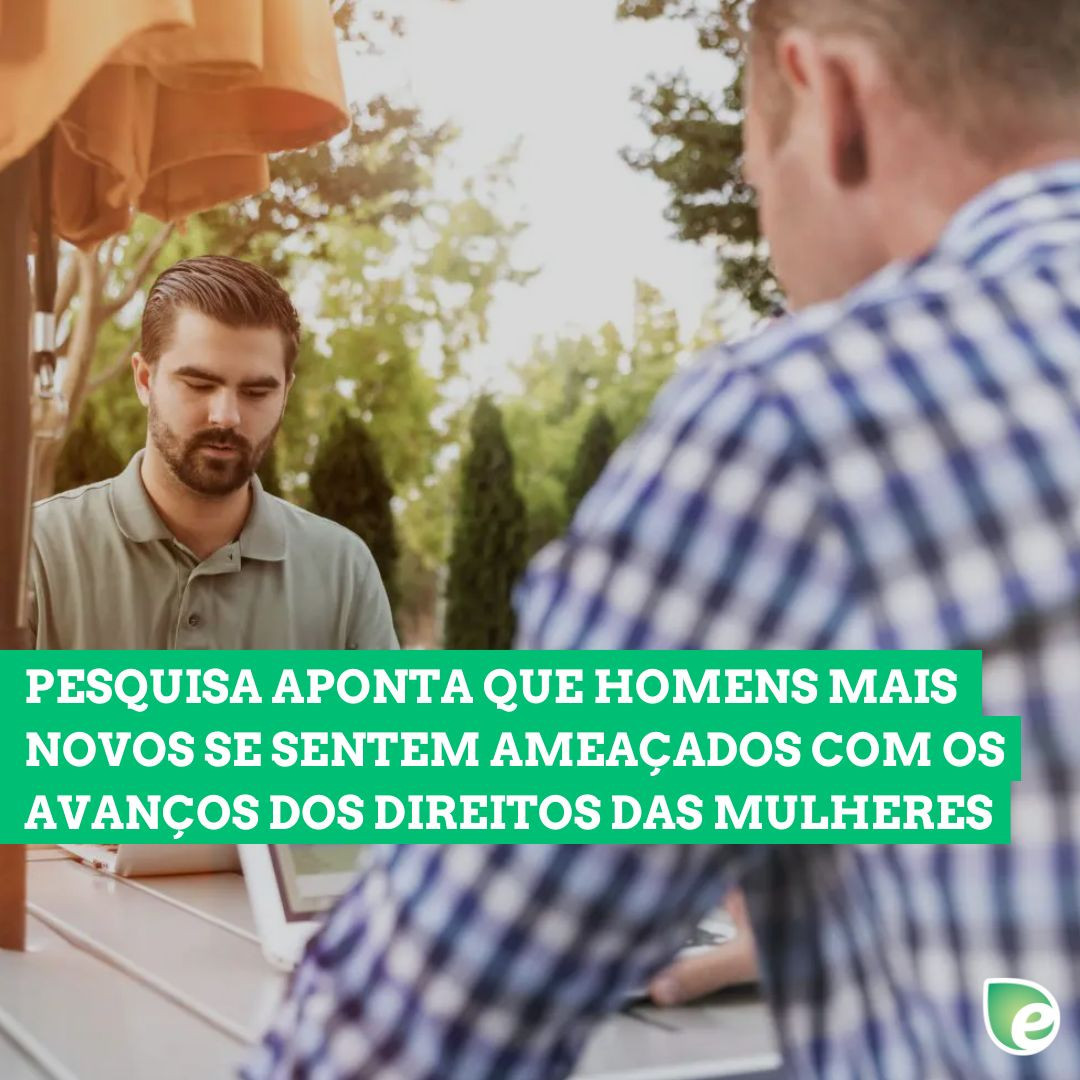 PESQUISA APONTA QUE HOMENS MAIS
NOVOS SE SENTEM AMEAÇADOS COM OS
AVANÇOS DOS DIREITOS DAS MULHERES
e